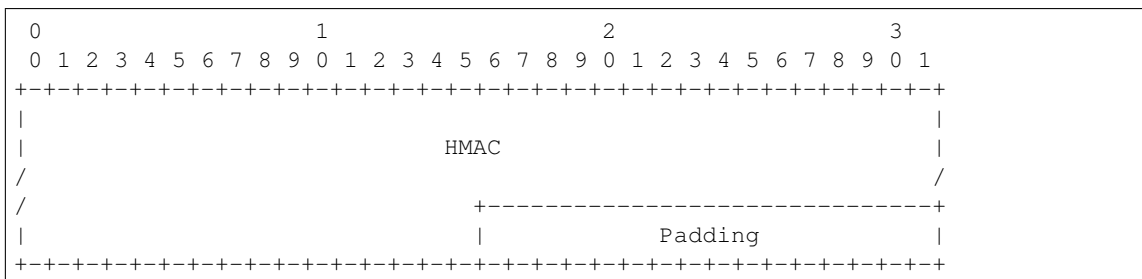 0                   1                   2                   3
 0 1 2 3 4 5 6 7 8 9 0 1 2 3 4 5 6 7 8 9 0 1 2 3 4 5 6 7 8 9 0 1
+-+-+-+-+-+-+-+-+-+-+-+-+-+-+-+-+-+-+-+-+-+-+-+-+-+-+-+-+-+-+-+-+
|                                                               |
|                             HMAC                              |
/                                                               /
/                               +-------------------------------+
|                               |            Padding            |
+-+-+-+-+-+-+-+-+-+-+-+-+-+-+-+-+-+-+-+-+-+-+-+-+-+-+-+-+-+-+-+-+